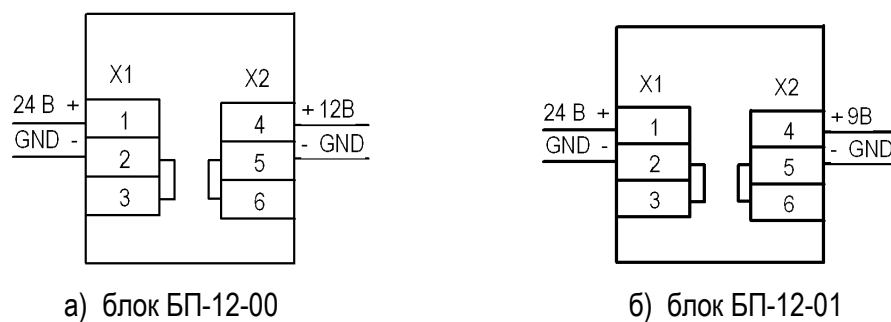 X1
X2
24 В +
1
4
+ 12В
GND -
2
5
- GND
3
6
а) блок БП-12-00
X1
X2
24 В +
1
4
+ 9В
GND -
2
5
- GND
3
6
б) блок БП-12-01